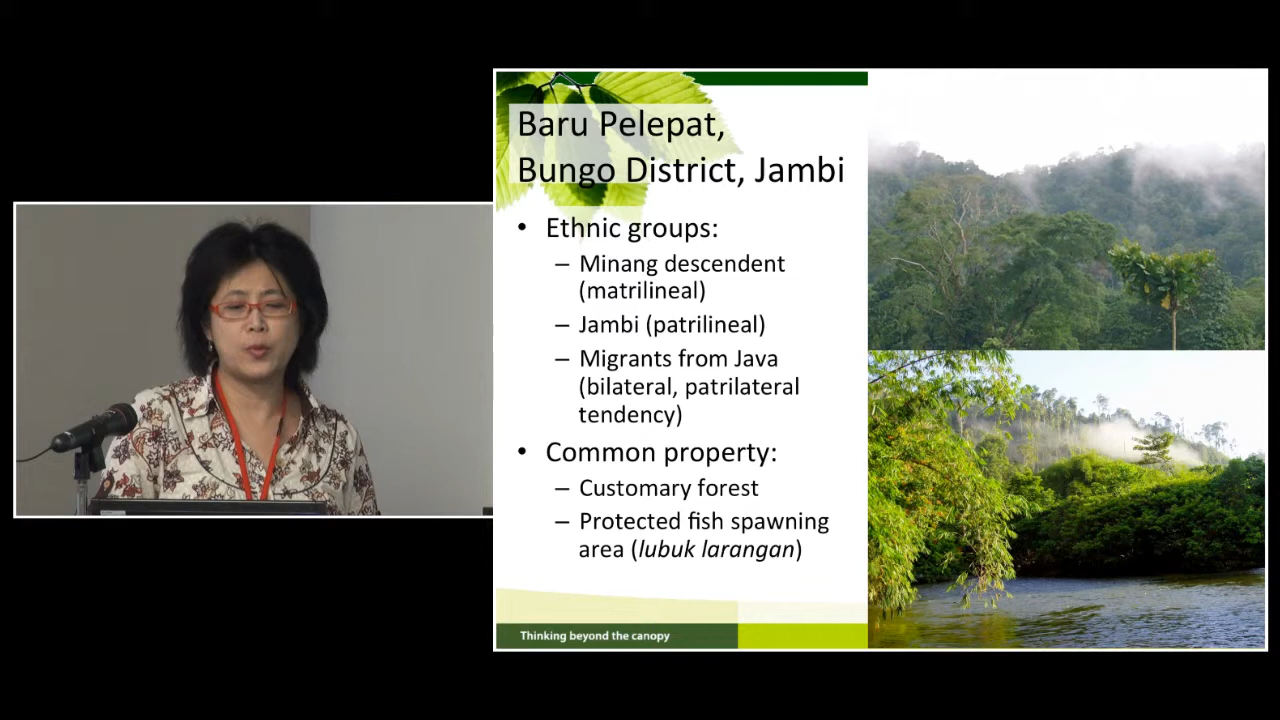 Baru Pelepat,
Bungo District, Jambi
• Ethnic groups:
– Minang descendent
(matrilineal)
– Jambi (patrilineal)
– Migrants from Java
(bilateral, patrilateral
tendency)
• Common property:
– Customary forest
– Protected fish spawning
area (lubuk larangan)
Thinking beyond the canopy